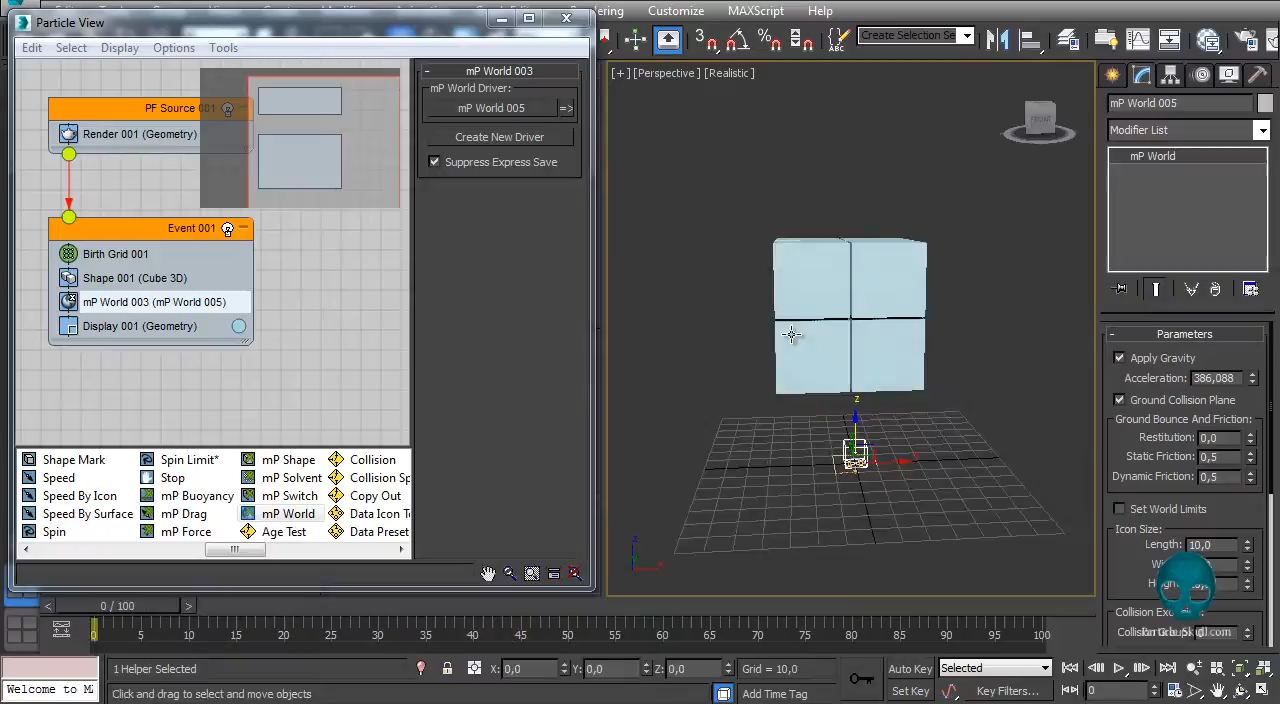 Particle View
Edit Select Display Options Tools
PF Source 001
Render 001 (Geometry)
Event 001
Birth Grid 001
Shape 001 (Cube 3D)
mP World 003 (mP World 005)
Display 001 (Geometry)
- mP World 003
mP World Driver:
mP World 005 =>
Create New Driver
Suppress Express Save
Shape Mark Spin Limit* mP Shape Collision
Speed Stop mP Solvent Collision Sp
Speed By Icon mP Buoyancy mP Switch Copy Out
Speed By Surface mP Drag mP World Data Icon T
Spin mP Force Age Test Data Preset
Customize MAXScript Help
3
ABC
Create Selection Se
[+] [Perspective] [Realistic]
FRONT
z
x
mP World 005
Modifier List
mP World
- Parameters
Apply Gravity
Acceleration: 386,088
Ground Collision Plane
Ground Bounce And Friction:
Restitution: 0,0
Static Friction: 0,5
Dynamic Friction: 0,5
Set World Limits
Icon Size:
Length: 10,0
< 0 / 100 >
0 5 10 15 20 25 30 35 40 45 50 55 60 65 70 75 80 85 90 95 100
1 Helper Selected
X: 0,0 Y: 0,0 Z: 0,0
Grid = 10,0
Auto Key Selected
Welcome to M
Click and drag to select and move objects
Add Time Tag
Set Key Key Filters...
0